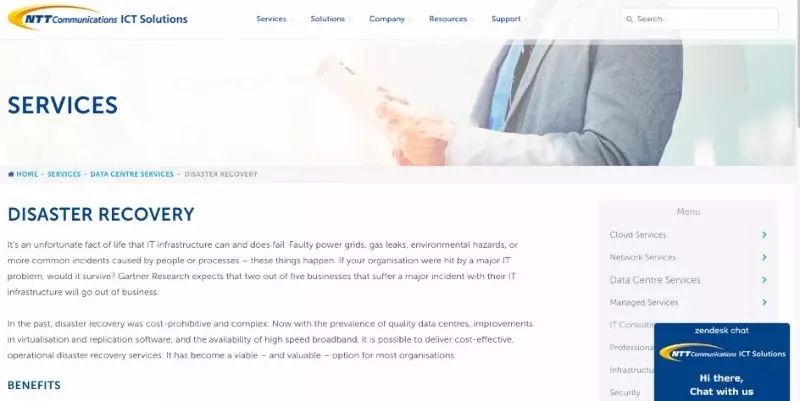 NTT Communications ICT Solutions
Services Solutions Company Resources Support
Search...
SERVICES
HOME - SERVICES - DATA CENTRE SERVICES - DISASTER RECOVERY
DISASTER RECOVERY
It's an unfortunate fact of life that IT infrastructure can and does fail. Faulty power grids, gas leaks, environmental hazards, or
more common incidents caused by people or processes – these things happen. If your organisation were hit by a major IT
problem, would it survive? Gartner Research expects that two out of five businesses that suffer a major incident with their IT
infrastructure will go out of business.
In the past, disaster recovery was cost-prohibitive and complex. Now with the prevalence of quality data centres, improvements
in virtualisation and replication software, and the availability of high speed broadband, it is possible to deliver cost-effective,
operational disaster recovery services. It has become a viable – and valuable – option for most organisations.
BENEFITS
Menu
Cloud Services
Network Services
Data Centre Services
Managed Services
IT Consulting
Professional
Infrastructure
Security
zendesk chat
NTT Communications ICT Solutions
Hi there,
Chat with us